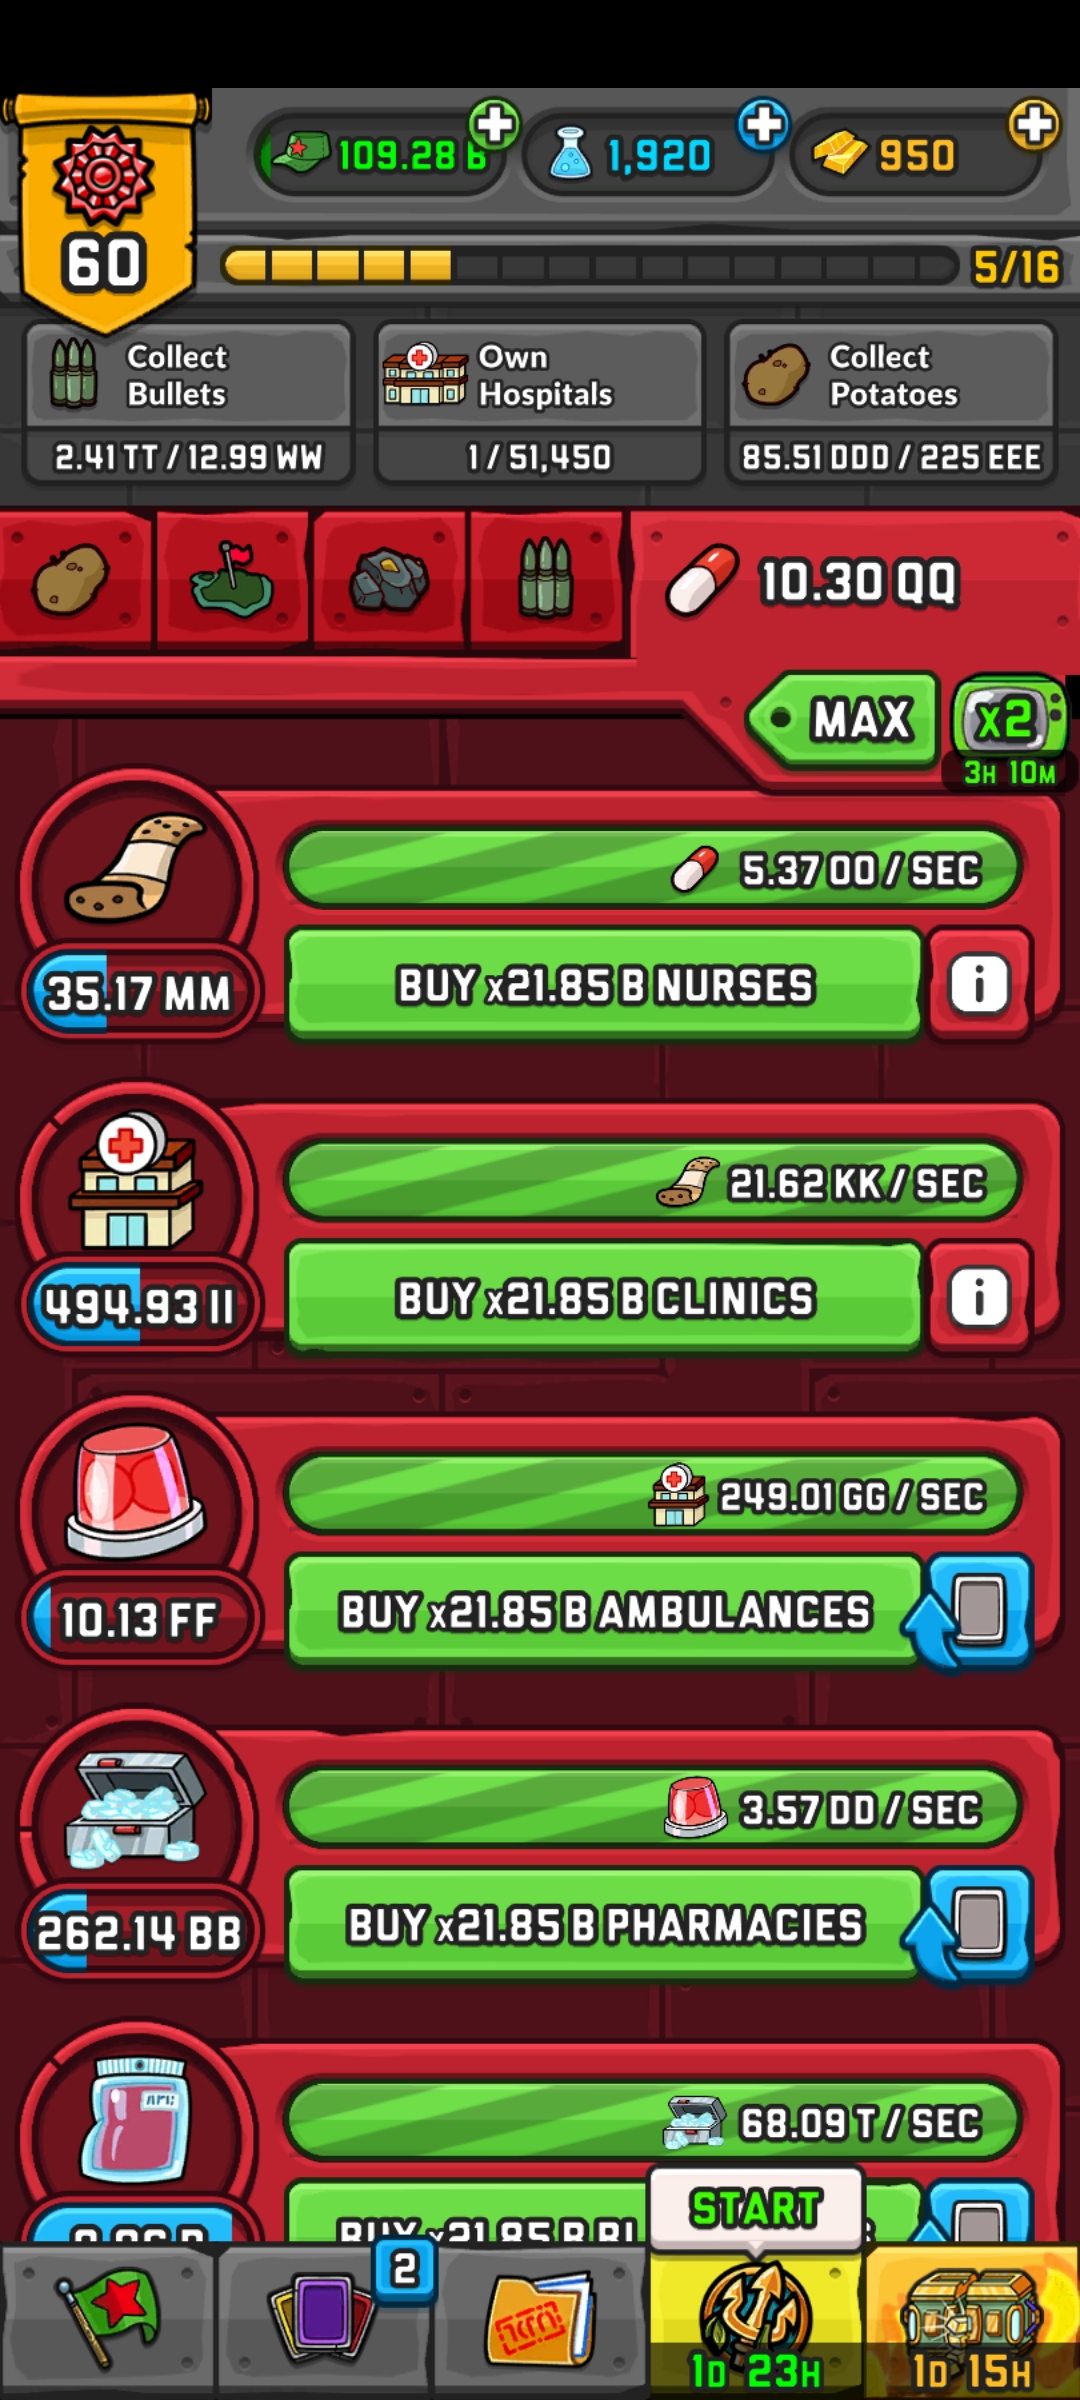 109.28 B
1,920
950
60
5/16
Collect
Bullets
2.41 TT / 12.99 WW
Own
Hospitals
1 / 51,450
Collect
Potatoes
85.51 DDD / 225 EEE
10.30 QQ
MAX
x2
3H 10M
5.37 OO / SEC
35.17 MM
BUY x21.85 B NURSES
i
21.62 KK / SEC
494.93 II
BUY x21.85 B CLINICS
i
249.01 GG / SEC
10.13 FF
BUY x21.85 B AMBULANCES
3.57 DD / SEC
262.14 BB
BUY x21.85 B PHARMACIES
68.09 T / SEC
BUY x21.85 B BL
START
2
1D 23H
1D 15H